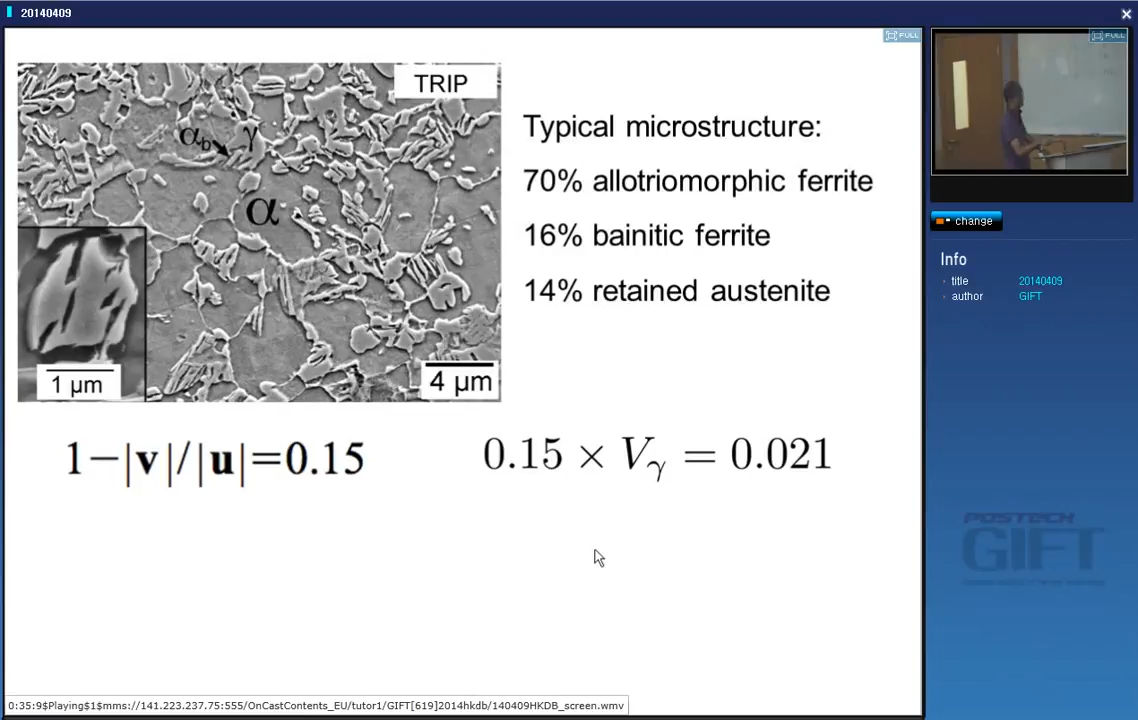 20140409
FULL
FULL
TRIP
α_b
γ
α
1 μm
4 μm
Typical microstructure:
70% allotriomorphic ferrite
16% bainitic ferrite
14% retained austenite
1−|v|/|u|=0.15
0.15 × Vγ = 0.021
change
Info
title 20140409
author GIFT
POSTECH
GIFT
0:35:9$Playing$1$mms://141.223.237.75:555/OnCastContents_EU/tutor1/GIFT[619]2014hkdb/140409HKDB_screen.wmv